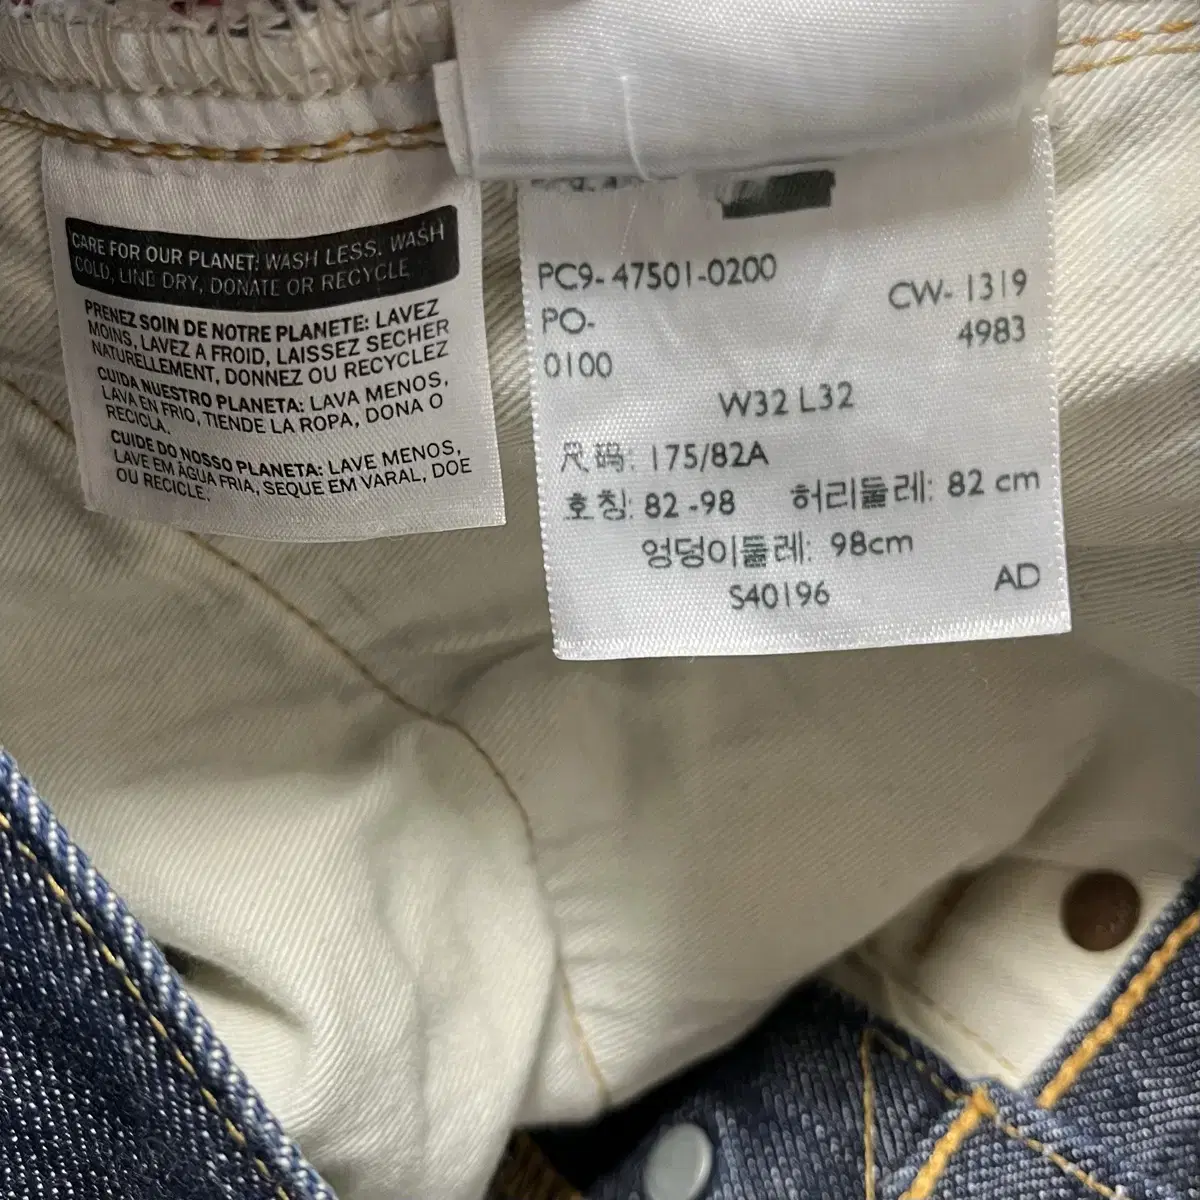 CARE FOR OUR PLANET: WASH LESS, WASH
COLD, LINE DRY, DONATE OR RECYCLE
PRENEZ SOIN DE NOTRE PLANETE: LAVEZ
MOINS, LAVEZ A FROID, LAISSEZ SECHER
NATURELLEMENT, DONNEZ OU RECYCLEZ
CUIDA NUESTRO PLANETA: LAVA MENOS,
LAVA EN FRIO, TIENDE LA ROPA, DONA O
RECICLA.
CUIDE DO NOSSO PLANETA: LAVE MENOS,
LAVE EM ÁGUA FRIA, SEQUE EM VARAL, DOE
OU RECICLE.
PC9- 47501-0200
CW- 1319
PO-
4983
0100
W32 L32
尺码: 175/82A
호칭: 82 -98 허리둘레: 82 cm
엉덩이둘레: 98cm
S40196
AD